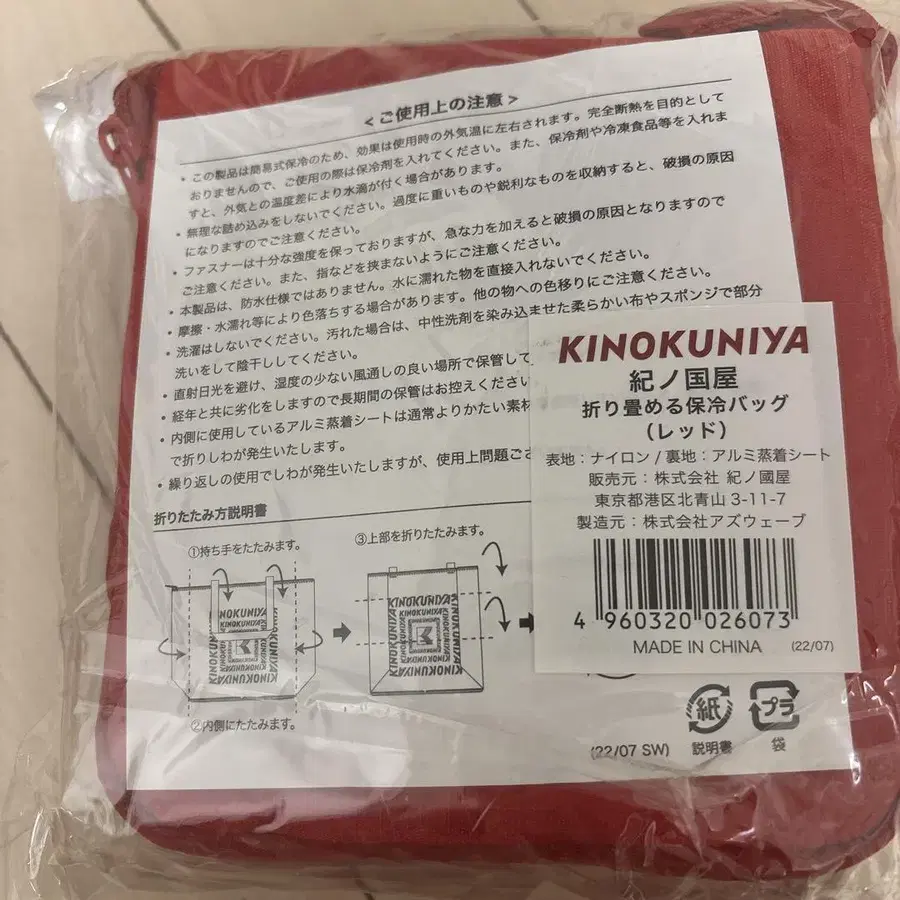 <ご使用上の注意>
・この製品は簡易式保冷のため、効果は使用時の外気温に左右されます。完全断熱を目的として
おりませんので、ご使用の際は保冷剤を入れてください。また、保冷剤や冷凍食品等を入れま
すと、外気との温度差により水滴が付く場合があります。
・無理な詰め込みをしないでください。過度に重いものや鋭利なものを収納すると、破損の原因
になりますのでご注意ください。
・ファスナーは十分な強度を保っておりますが、急な力を加えると破損の原因となりますので
ご注意ください。また、指などを挟まないようにご注意ください。
・本製品は、防水仕様ではありません。水に濡れた物を直接入れないでください。
・摩擦・水濡れ等により色落ちする場合があります。他の物への色移りにご注意ください。
・洗濯はしないでください。汚れた場合は、中性洗剤を染み込ませた柔らかい布やスポンジで部分
洗いをして陰干ししてください。
・直射日光を避け、湿度の少ない風通しの良い場所で保管して
・経年と共に劣化をしますので長期間の保管はお控えください
・内側に使用しているアルミ蒸着シートは通常よりかたい素材
で折りしわが発生いたします。
・繰り返しの使用でしわが発生いたしますが、使用上問題ござ
KINOKUNIYA
紀ノ国屋
折り畳める保冷バッグ
（レッド）
表地：ナイロン / 裏地：アルミ蒸着シート
販売元：株式会社 紀ノ國屋
東京都港区北青山 3-11-7
製造元：株式会社アズウェーブ
4 960320 026073
MADE IN CHINA (22/07)
折りたたみ方説明書
①持ち手をたたみます。
③上部を折りたたみます。
KINOKUNIYA
KINOKUNIYA
KINOKUNIYA
KINOKUNIYA
KINOKUNIYA
KINOKUNIYA
②内側にたたみます。
(22/07 SW)
紙
説明書
プラ
袋